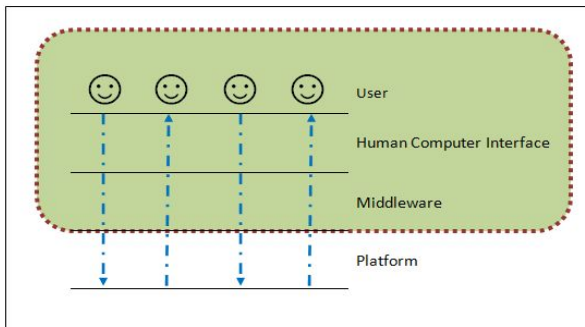 User
Human Computer Interface
Middleware
Platform